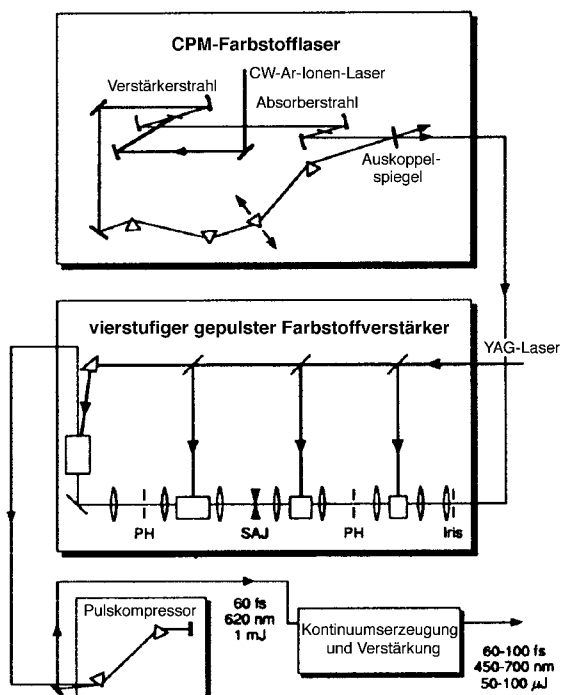 CPM-Farbstofflaser
CW-Ar-Ionen-Laser
Verstärkerstrahl
Absorberstrahl
Auskoppel-
spiegel
vierstufiger gepulster Farbstoffverstärker
YAG-Laser
PH
SAJ
PH
Iris
Pulskompressor
60 fs
620 nm
1 mJ
Kontinuumserzeugung
und Verstärkung
60-100 fs
450-700 nm
50-100 µJ